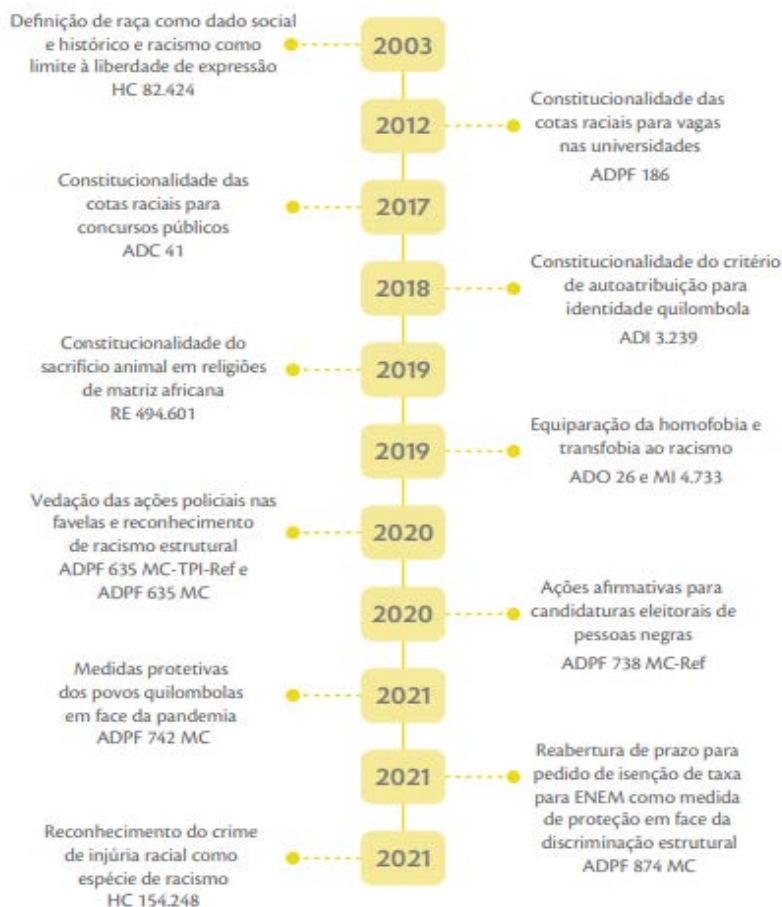 Definição de raça como dado social
e histórico e racismo como
limite à liberdade de expressão
HC 82.424
2003
2012
Constitucionalidade das
cotas raciais para vagas
nas universidades
ADPF 186
Constitucionalidade das
cotas raciais para
concursos públicos
ADC 41
2017
2018
Constitucionalidade do critério
de autoatribuição para
identidade quilombola
ADI 3.239
Constitucionalidade do
sacrifício animal em religiões
de matriz africana
RE 494.601
2019
2019
Equiparação da homofobia e
transfobia ao racismo
ADO 26 e MI 4.733
Vedação das ações policiais nas
favelas e reconhecimento
de racismo estrutural
ADPF 635 MC-TPI-Ref e
ADPF 635 MC
2020
2020
Ações afirmativas para
candidaturas eleitorais de
pessoas negras
ADPF 738 MC-Ref
Medidas protetivas
dos povos quilombolas
em face da pandemia
ADPF 742 MC
2021
2021
Reabertura de prazo para
pedido de isenção de taxa
para ENEM como medida
de proteção em face da
discriminação estrutural
ADPF 874 MC
Reconhecimento do crime
de injúria racial como
espécie de racismo
HC 154.248
2021